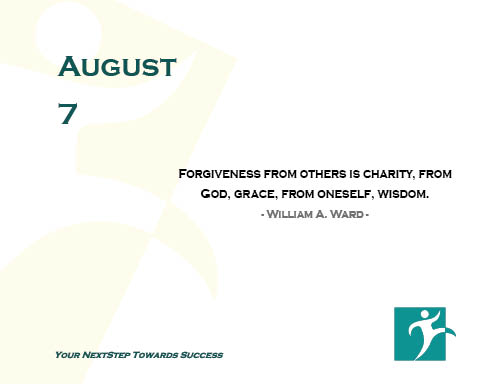 August
7
Forgiveness from others is charity, from
God, grace, from oneself, wisdom.
- William A. Ward -
Your NextStep Towards Success